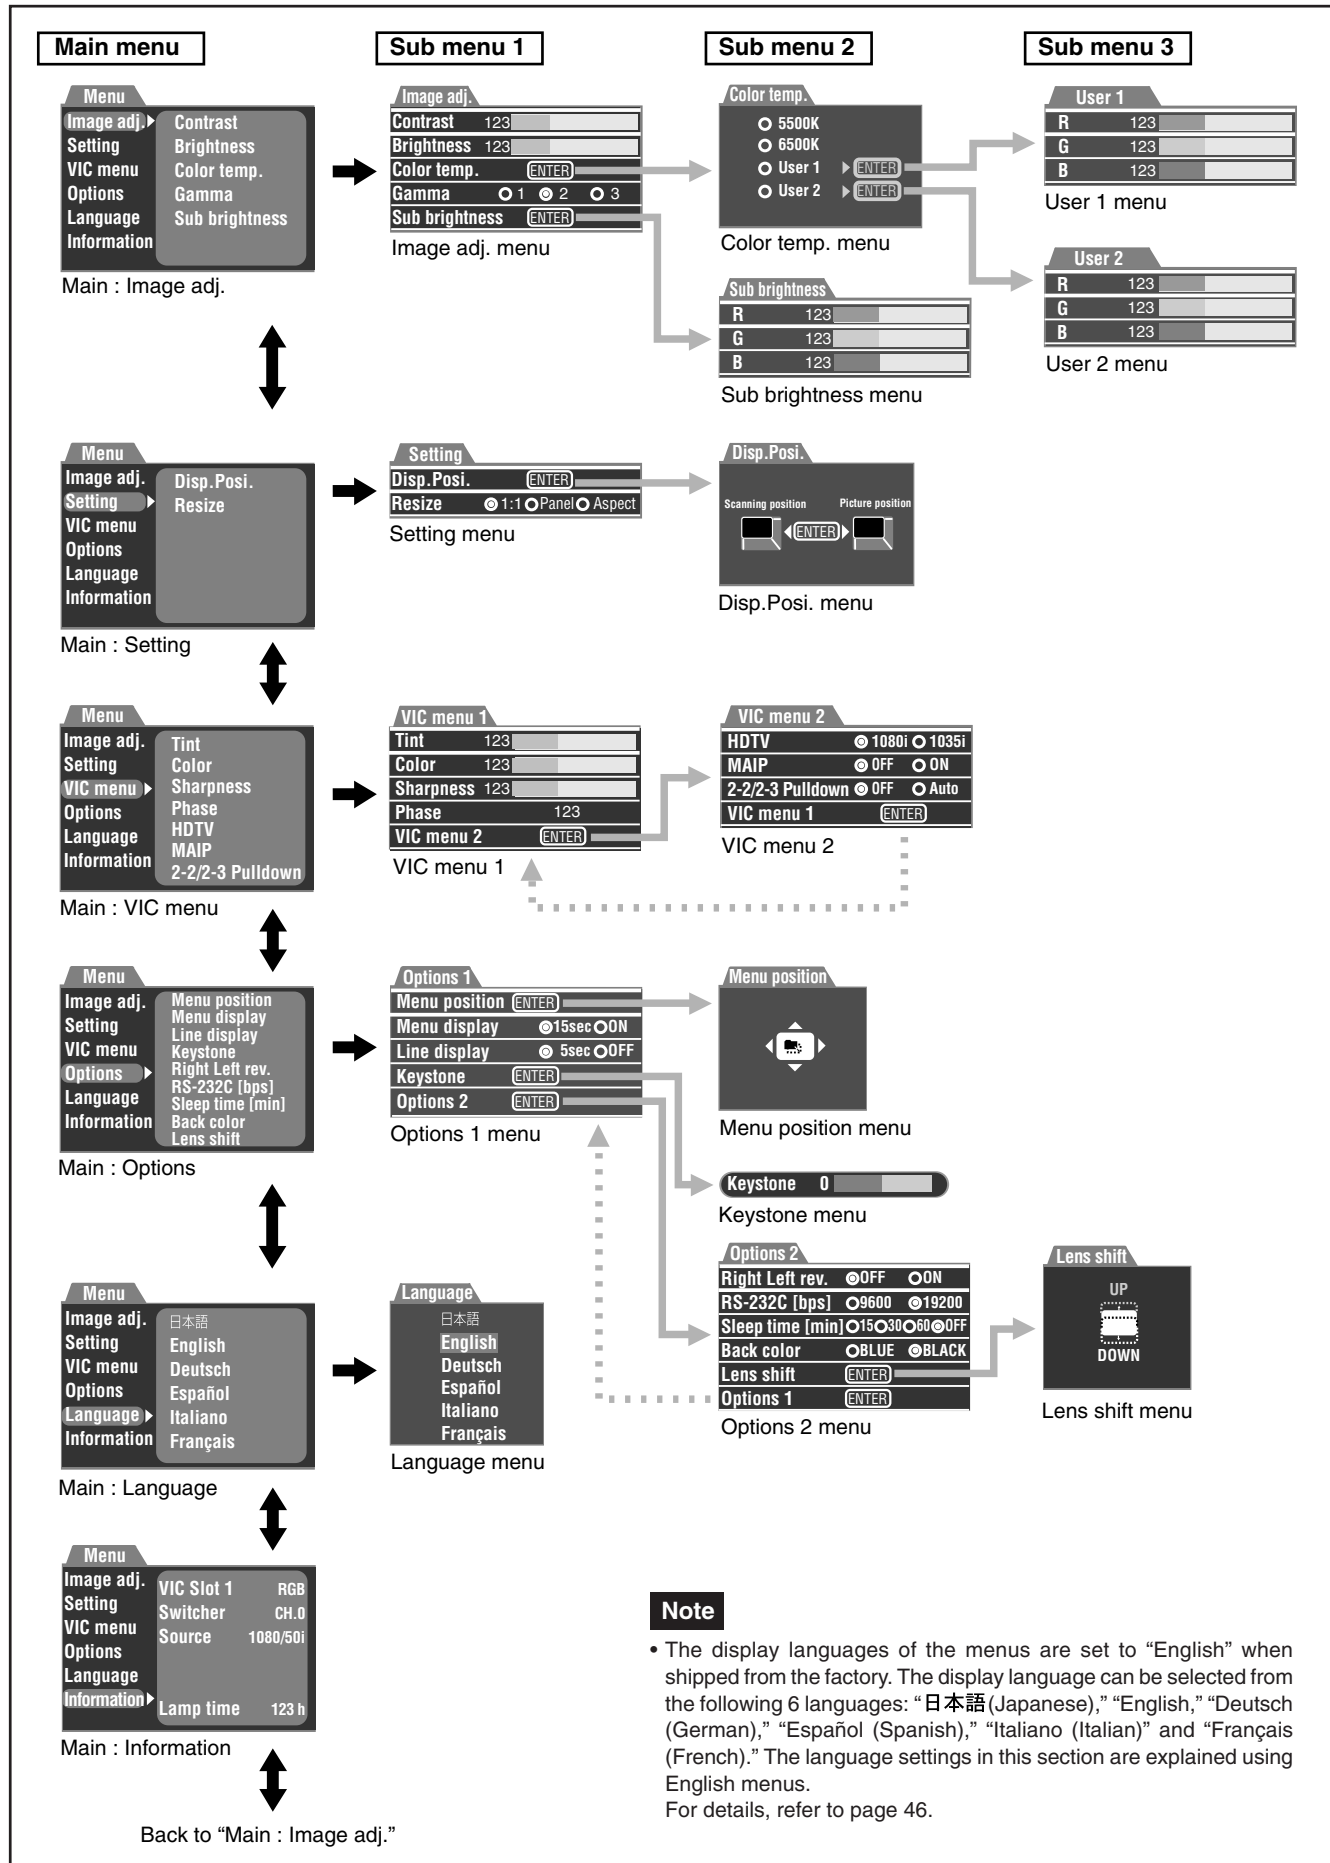 Main menu
Sub menu 1
Sub menu 2
Sub menu 3
Menu
Image adj.
Setting
VIC menu
Options
Language
Information
Contrast
Brightness
Color temp.
Gamma
Sub brightness
Main : Image adj.
Image adj.
Contrast 123
Brightness 123
Color temp. ENTER
Gamma 1 2 3
Sub brightness ENTER
Image adj. menu
Color temp.
5500K
6500K
User 1 ENTER
User 2 ENTER
Color temp. menu
User 1
R 123
G 123
B 123
User 1 menu
Sub brightness
R 123
G 123
B 123
Sub brightness menu
User 2
R 123
G 123
B 123
User 2 menu
Menu
Image adj.
Setting
VIC menu
Options
Language
Information
Disp.Posi.
Resize
Main : Setting
Setting
Disp.Posi. ENTER
Resize 1:1 Panel Aspect
Setting menu
Disp.Posi.
Scanning position Picture position
ENTER
Disp.Posi. menu
Menu
Image adj.
Setting
VIC menu
Options
Language
Information
Tint
Color
Sharpness
Phase
HDTV
MAIP
2-2/2-3 Pulldown
Main : VIC menu
VIC menu 1
Tint 123
Color 123
Sharpness 123
Phase 123
VIC menu 2 ENTER
VIC menu 1
VIC menu 2
HDTV 1080i 1035i
MAIP OFF ON
2-2/2-3 Pulldown OFF Auto
VIC menu 1 ENTER
VIC menu 2
Menu
Image adj.
Setting
VIC menu
Options
Language
Information
Menu position
Menu display
Line display
Keystone
Right Left rev.
RS-232C [bps]
Sleep time [min]
Back color
Lens shift
Main : Options
Options 1
Menu position ENTER
Menu display 15sec ON
Line display 5sec OFF
Keystone ENTER
Options 2 ENTER
Options 1 menu
Menu position
Menu position menu
Keystone 0
Keystone menu
Options 2
Right Left rev. OFF ON
RS-232C [bps] 9600 19200
Sleep time [min] 15 30 60 OFF
Back color BLUE BLACK
Lens shift ENTER
Options 1 ENTER
Options 2 menu
Lens shift
UP
DOWN
Lens shift menu
Menu
Image adj.
Setting
VIC menu
Options
Language
Information
日本語
English
Deutsch
Español
Italiano
Français
Main : Language
Language
日本語
English
Deutsch
Español
Italiano
Français
Language menu
Menu
Image adj.
Setting
VIC menu
Options
Language
Information
VIC Slot 1 RGB
Switcher CH.0
Source 1080/50i
Lamp time 123 h
Main : Information
Back to “Main : Image adj.”
Note
• The display languages of the menus are set to “English” when
shipped from the factory. The display language can be selected from
the following 6 languages: “日本語(Japanese),” “English,” “Deutsch
(German),” “Español (Spanish),” “Italiano (Italian)” and “Français
(French).” The language settings in this section are explained using
English menus.
For details, refer to page 46.